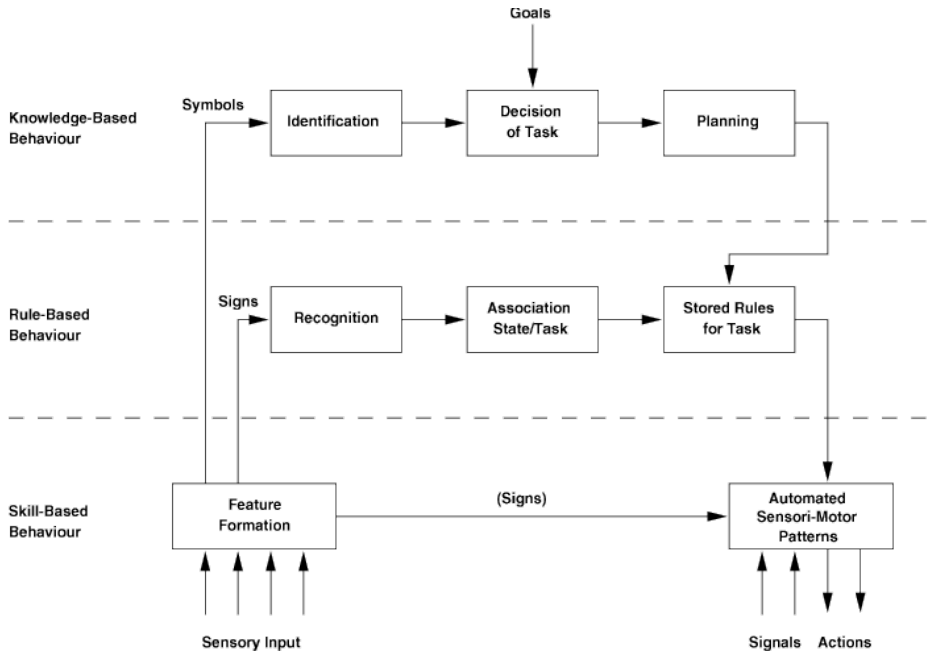 Goals
Symbols
Knowledge-Based
Behaviour
Identification
Decision
of Task
Planning
Signs
Rule-Based
Behaviour
Recognition
Association
State/Task
Stored Rules
for Task
Skill-Based
Behaviour
Feature
Formation
(Signs)
Automated
Sensori-Motor
Patterns
Sensory Input
Signals
Actions